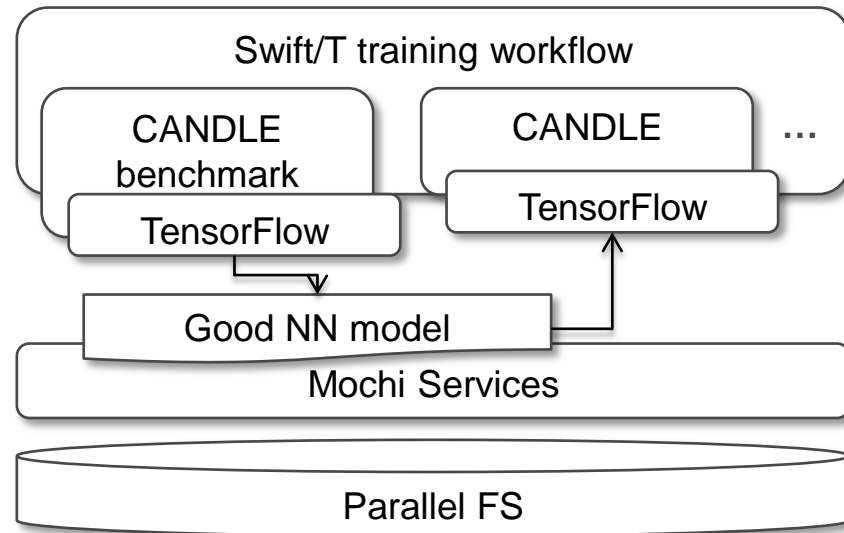 Swift/T training workflow
CANDLE
benchmark
TensorFlow
CANDLE
TensorFlow
...
Good NN model
Mochi Services
Parallel FS